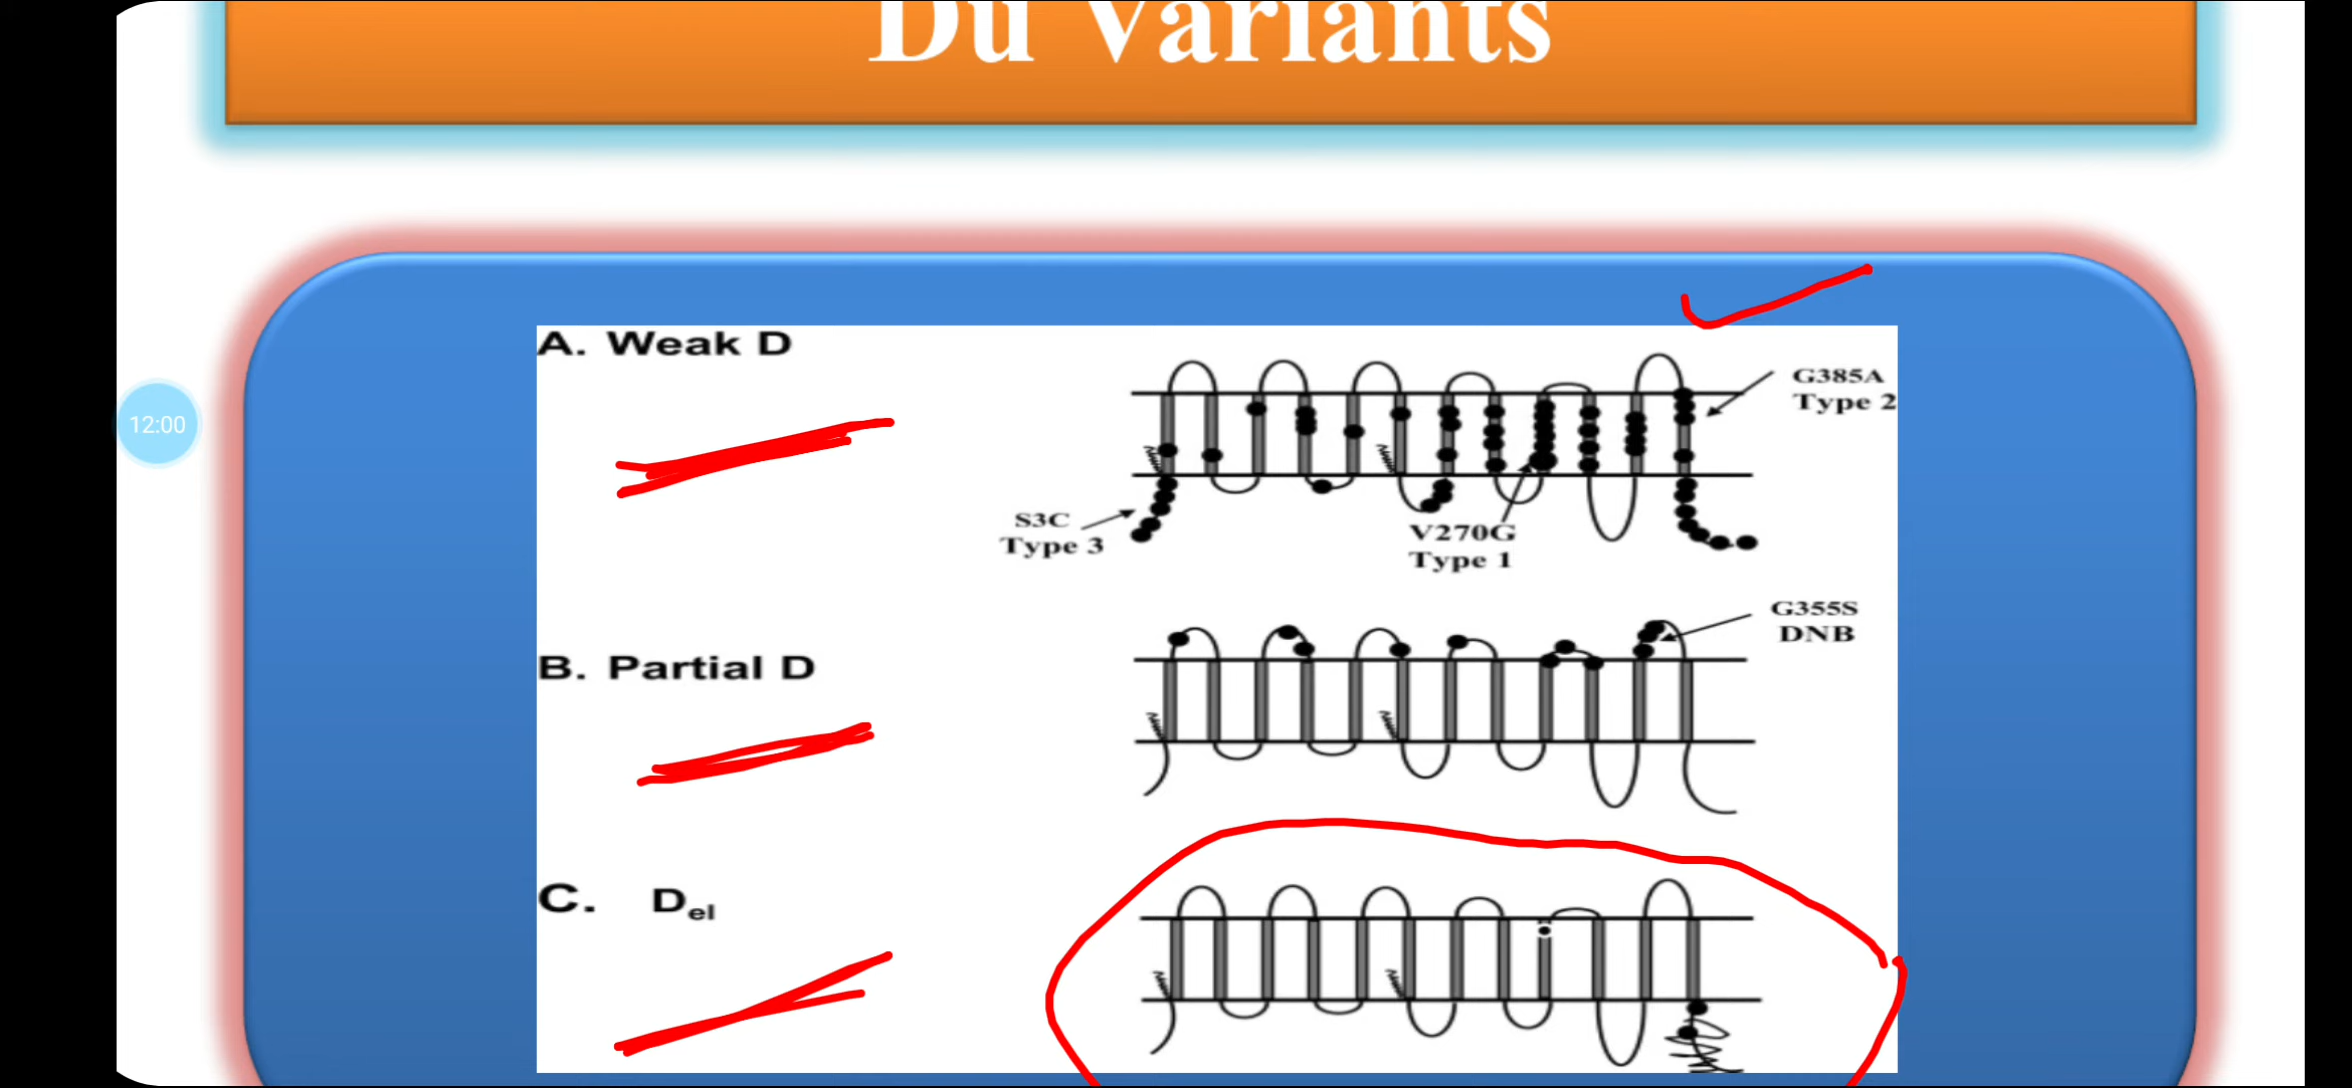 Du Variants
A. Weak D
G385A
Type 2
12:00
S3C
Type 3
V270G
Type 1
G355S
DNB
B. Partial D
C. Del